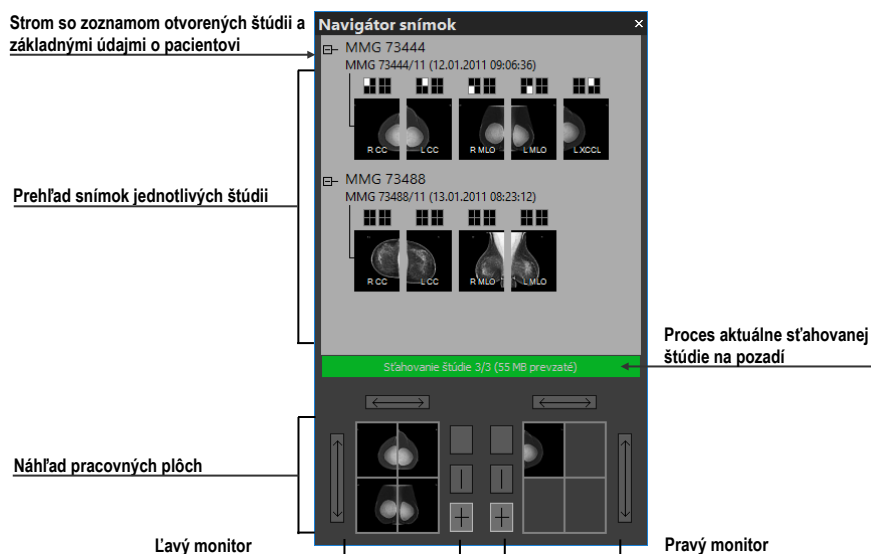 Strom so zoznamom otvorených štúdii a
základnými údajmi o pacientovi
Navigátor snímok
MMG 73444
MMG 73444/11 (12.01.2011 09:06:36)
R CC L CC R MLO L MLO L XCCL
Prehľad snímok jednotlivých štúdii
MMG 73488
MMG 73488/11 (13.01.2011 08:23:12)
R CC L CC R MLO L MLO
Proces aktuálne sťahovanej
štúdie na pozadí
Sťahovanie štúdie 3/3 (55 MB prevzaté)
Náhľad pracovných plôch
Ľavý monitor
Pravý monitor